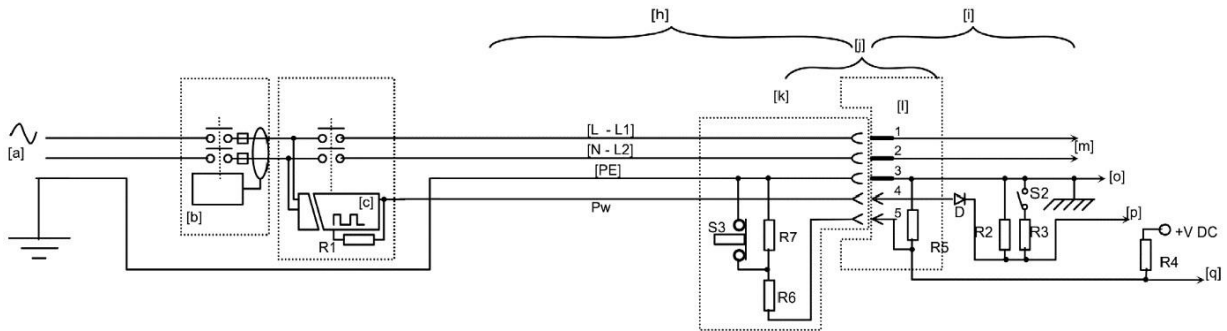 [h]
[i]
[j]
[k]
[l]
[a]
[L - L1]
1
[m]
[N - L2]
2
[PE]
3
[o]
[b]
[c]
Pw
4
D
S2
[p]
R1
S3
R7
5
R5
R2
R3
+V DC
R4
R6
[q]